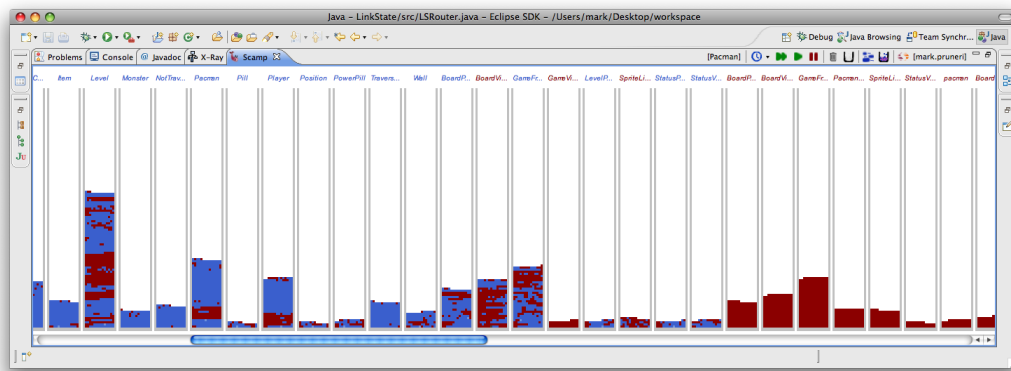 Java - LinkState/src/LSRouter.java - Eclipse SDK - /Users/mark/Desktop/workspace
Debug Java Browsing Team Synchr... Java
Problems Console @ Javadoc X-Ray Scamp [Pacman] [mark.pruneri]
C... Item Level Monster NotTrav... Pacman Pill Player Position PowerPill Travers... Wall BoardP... BoardVi... GameFr... GameVi... LevelP... SpriteLi... StatusP... StatusV... BoardP... BoardVi... GameFr... Pacman... SpriteLi... StatusV... pacman Board
Ju